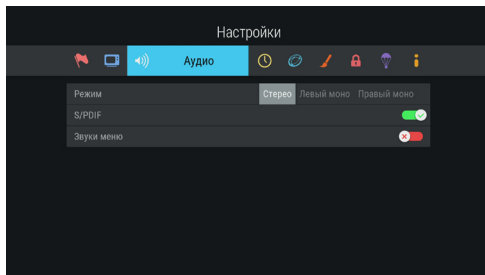 Настройки
Аудио
Режим Стерео Левый моно Правый моно
S/PDIF
Звуки меню